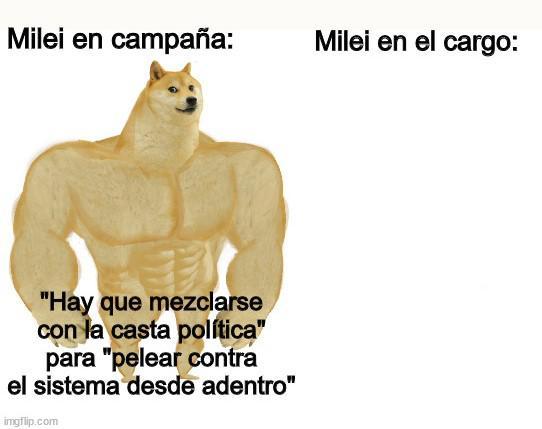 Milei en campaña:
Milei en el cargo:
"Hay que mezclarse
con la casta política"
para "pelear contra
el sistema desde adentro"
imgflip.com